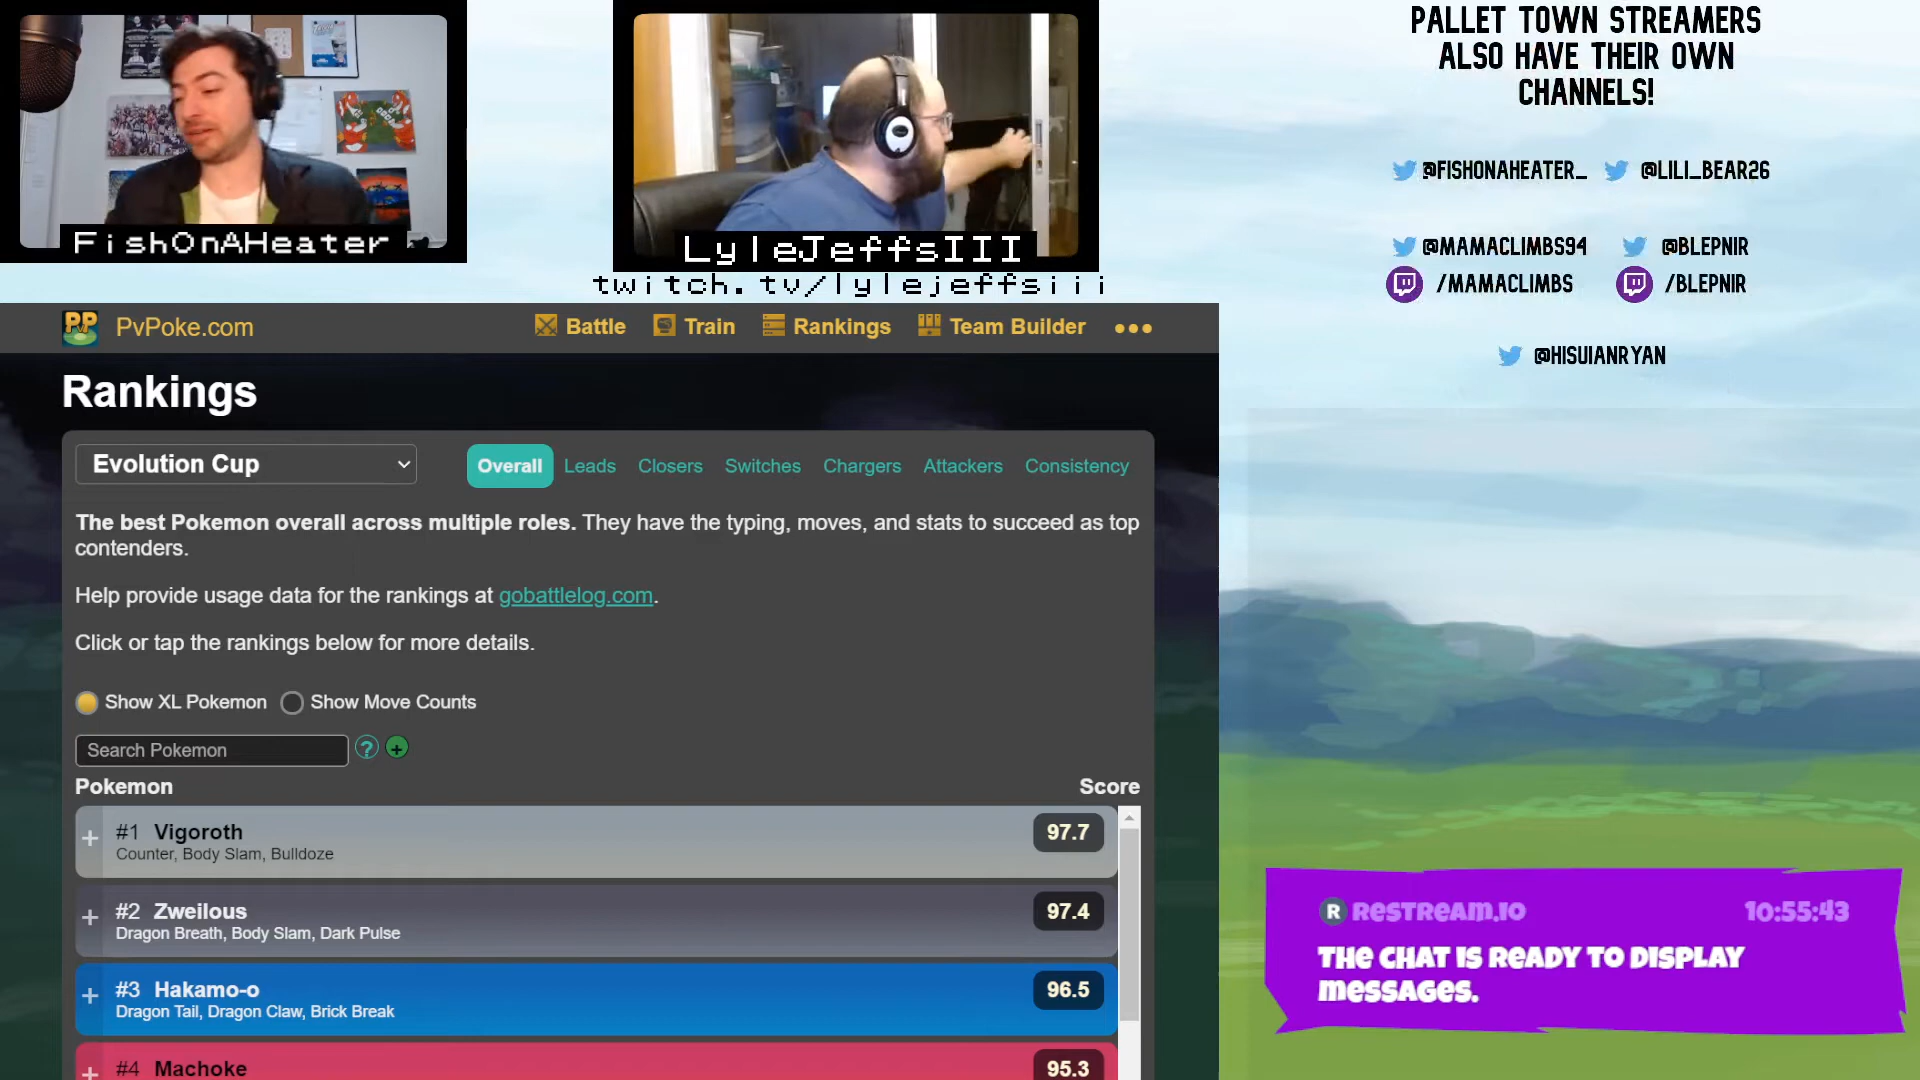 FishOnAHeater
LyleJeffsIII
twitch.tv/lylejeffsiii
PALLET TOWN STREAMERS
ALSO HAVE THEIR OWN
CHANNELS!
@FISHONAHEATER_ @LILI_BEAR26
@MAMACLIMBS94 @BLEPNIR
/MAMACLIMBS /BLEPNIR
@HISUIANRYAN
PvPoke.com
Battle Train Rankings Team Builder
Rankings
Evolution Cup
Overall Leads Closers Switches Chargers Attackers Consistency
The best Pokemon overall across multiple roles. They have the typing, moves, and stats to succeed as top
contenders.
Help provide usage data for the rankings at gobattlelog.com.
Click or tap the rankings below for more details.
Show XL Pokemon Show Move Counts
Search Pokemon ? +
Pokemon Score
+ #1 Vigoroth 97.7
Counter, Body Slam, Bulldoze
+ #2 Zweilous 97.4
Dragon Breath, Body Slam, Dark Pulse
+ #3 Hakamo-o 96.5
Dragon Tail, Dragon Claw, Brick Break
+ #4 Machoke 95.3
R RESTREAM.IO 10:55:43
THE CHAT IS READY TO DISPLAY
MESSAGES.